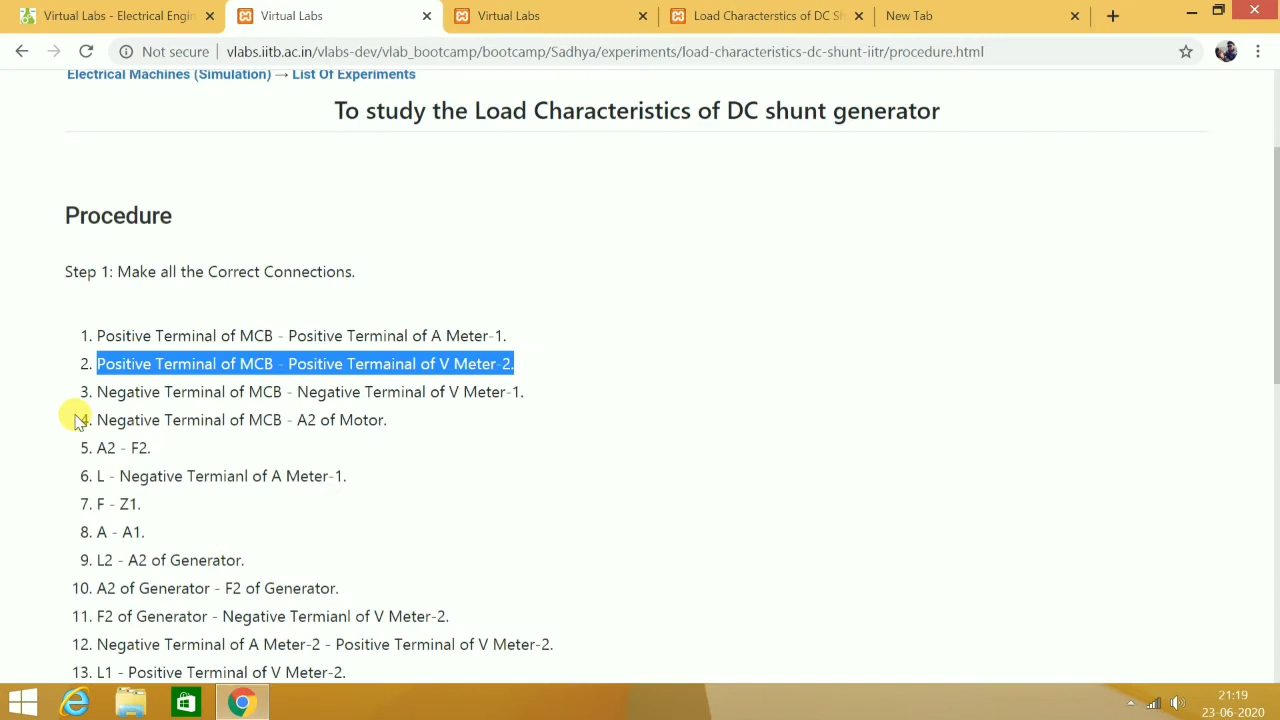 Virtual Labs - Electrical Engin
Virtual Labs
Virtual Labs
Load Characterstics of DC Sh
New Tab
Not secure
vlabs.iitb.ac.in/vlabs-dev/vlab_bootcamp/bootcamp/Sadhya/experiments/load-characteristics-dc-shunt-iitr/procedure.html
Electrical Machines (Simulation) → List Of Experiments
To study the Load Characteristics of DC shunt generator
Procedure
Step 1: Make all the Correct Connections.
1. Positive Terminal of MCB - Positive Terminal of A Meter-1.
2. Positive Terminal of MCB - Positive Termainal of V Meter-2.
3. Negative Terminal of MCB - Negative Terminal of V Meter-1.
4. Negative Terminal of MCB - A2 of Motor.
5. A2 - F2.
6. L - Negative Termianl of A Meter-1.
7. F - Z1.
8. A - A1.
9. L2 - A2 of Generator.
10. A2 of Generator - F2 of Generator.
11. F2 of Generator - Negative Termianl of V Meter-2.
12. Negative Terminal of A Meter-2 - Positive Terminal of V Meter-2.
13. L1 - Positive Terminal of V Meter-2.
21:19
23-06-2020